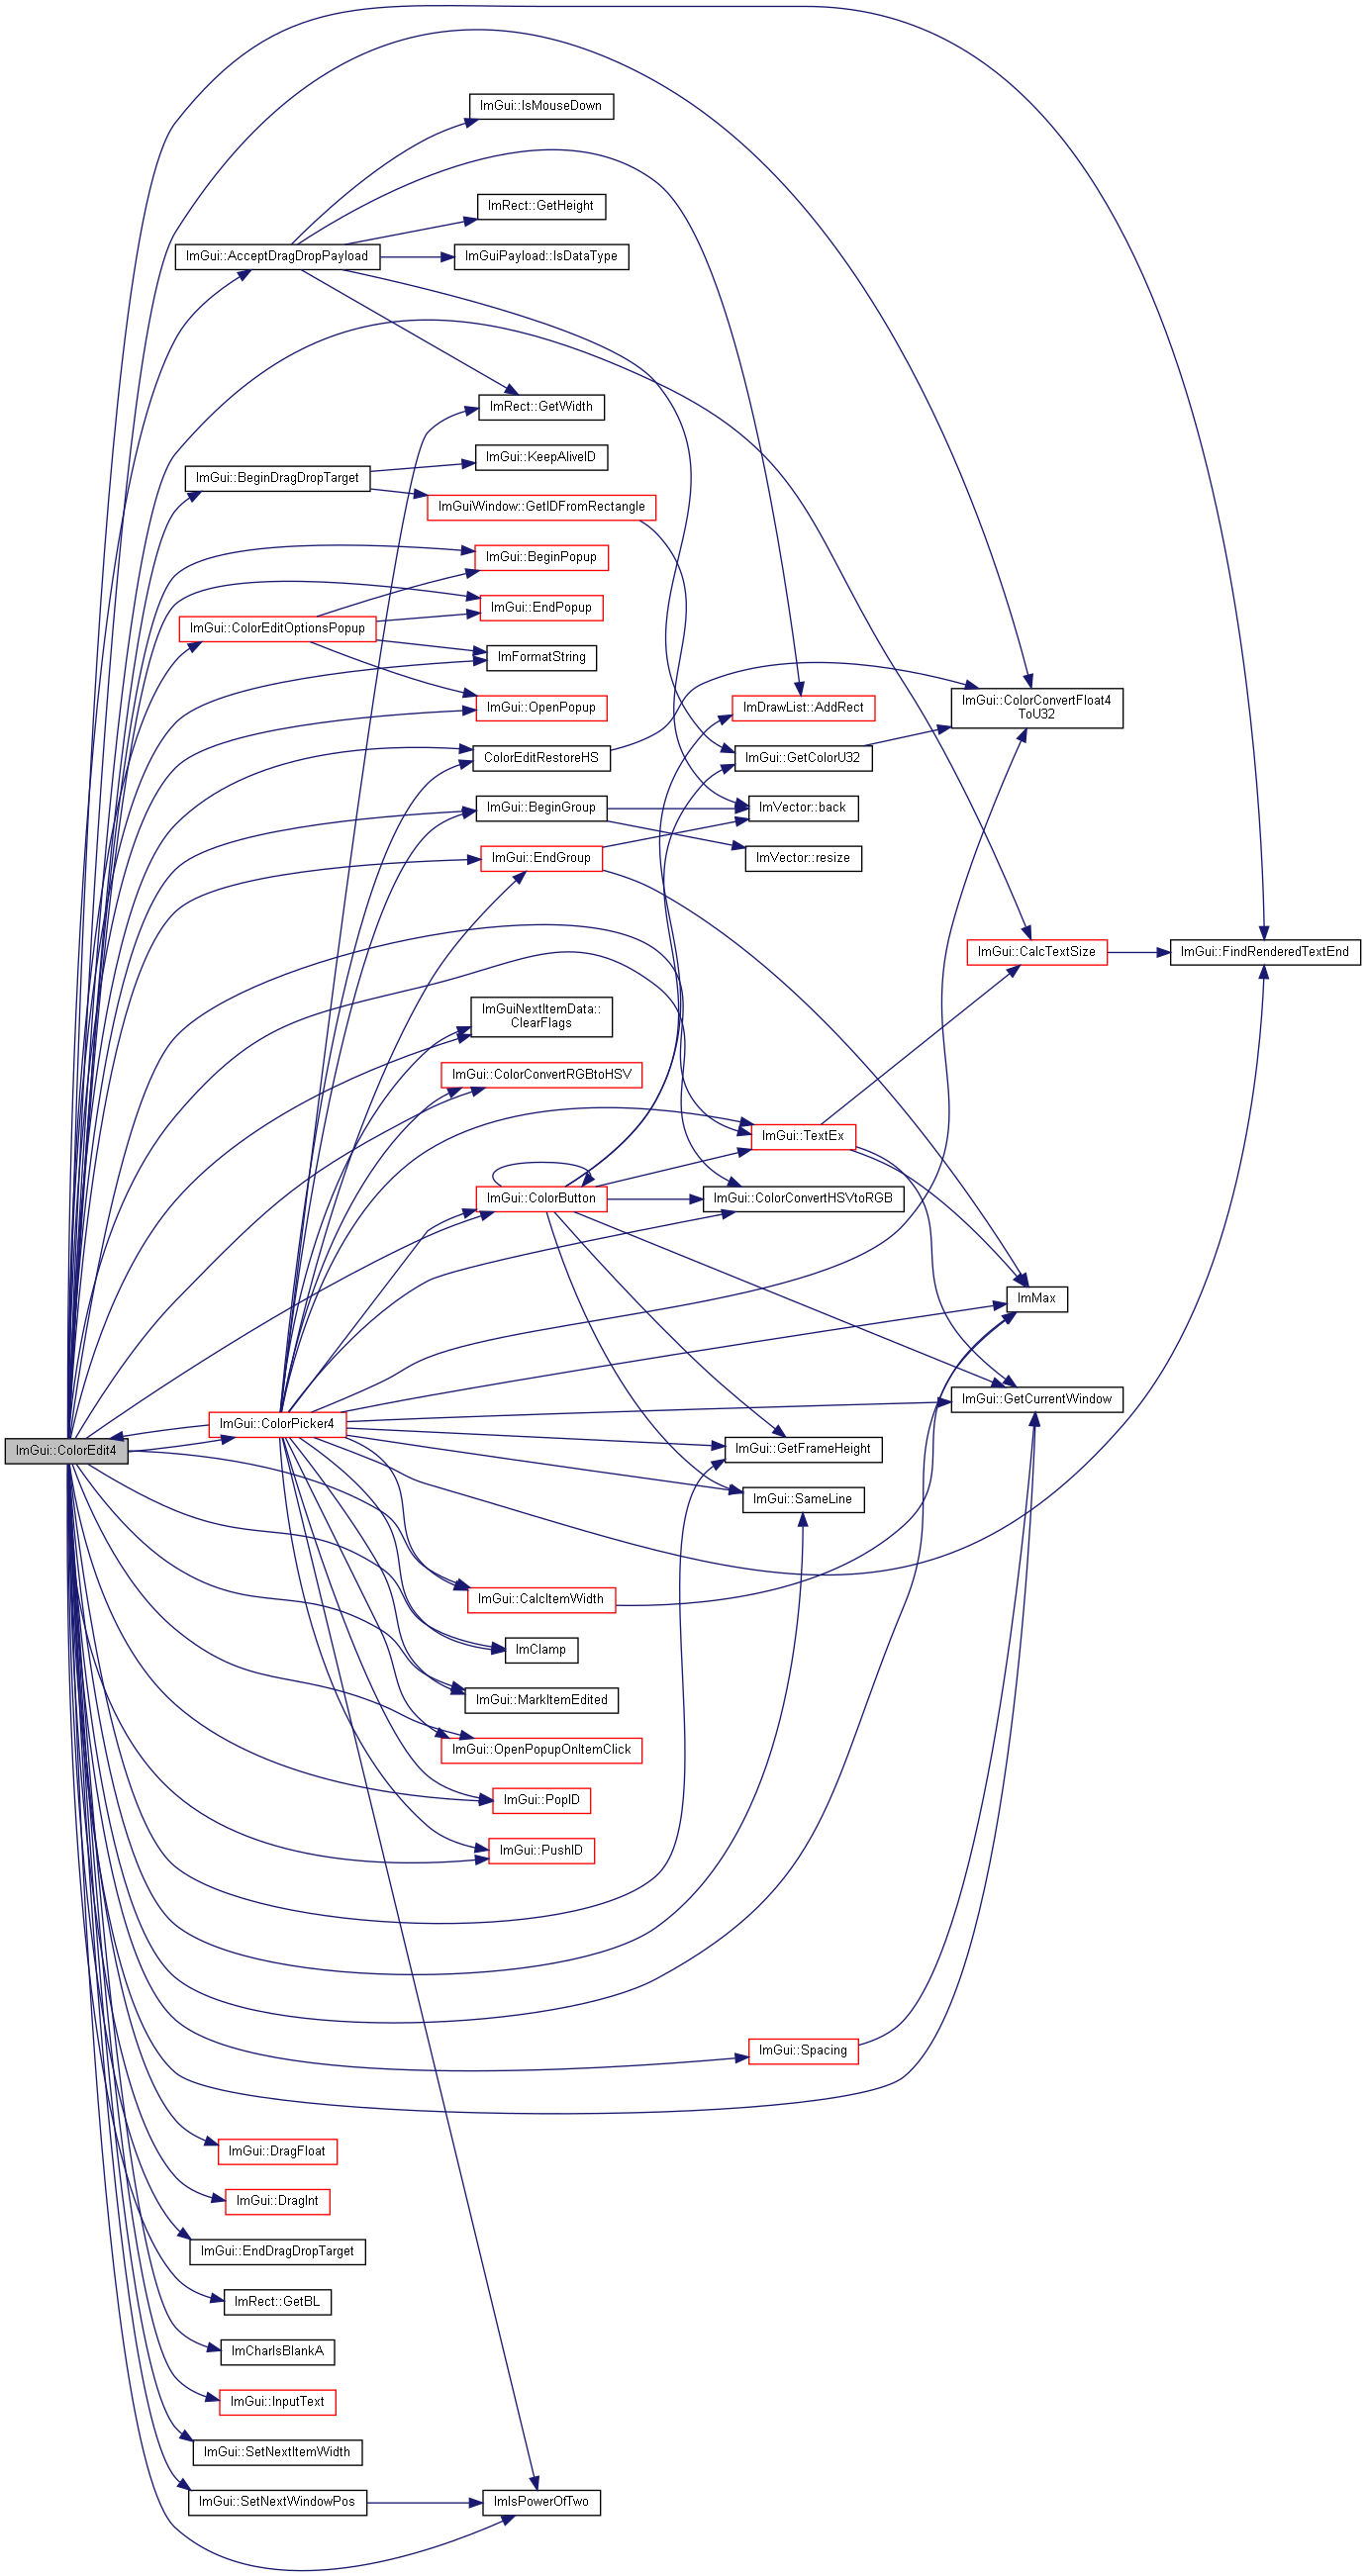 ImGui::IsMouseDown
ImRect::GetHeight
ImGui::AcceptDragDropPayload
ImGuiPayload::IsDataType
ImRect::GetWidth
ImGui::KeepAliveID
ImGui::BeginDragDropTarget
ImGuiWindow::GetIDFromRectangle
ImGui::BeginPopup
ImGui::EndPopup
ImGui::ColorEditOptionsPopup
ImFormatString
ImGui::OpenPopup
ImDrawList::AddRect
ImGui::ColorConvertFloat4
ToU32
ColorEditRestoreHS
ImGui::GetColorU32
ImGui::BeginGroup
ImVector::back
ImGui::EndGroup
ImVector::resize
ImGui::CalcTextSize
ImGui::FindRenderedTextEnd
ImGuiNextItemData::
ClearFlags
ImGui::ColorConvertRGBtoHSV
ImGui::TextEx
ImGui::ColorButton
ImGui::ColorConvertHSVtoRGB
ImMax
ImGui::GetCurrentWindow
ImGui::ColorPicker4
ImGui::ColorEdit4
ImGui::GetFrameHeight
ImGui::SameLine
ImGui::CalcItemWidth
ImClamp
ImGui::MarkItemEdited
ImGui::OpenPopupOnItemClick
ImGui::PopID
ImGui::PushID
ImGui::Spacing
ImGui::DragFloat
ImGui::DragInt
ImGui::EndDragDropTarget
ImRect::GetBL
ImCharIsBlankA
ImGui::InputText
ImGui::SetNextItemWidth
ImGui::SetNextWindowPos
ImIsPowerOfTwo